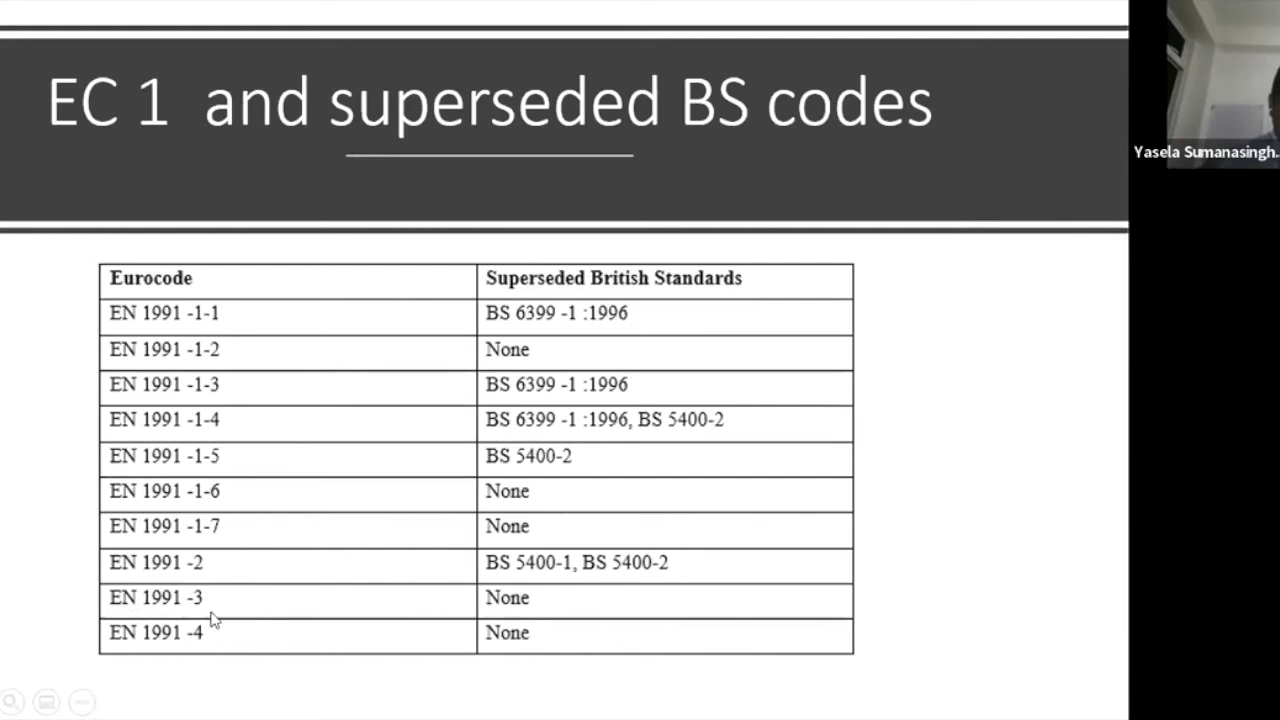 EC 1 and superseded BS codes
Yasela Sumanasingh...
Eurocode Superseded British Standards
EN 1991 -1-1 BS 6399 -1 :1996
EN 1991 -1-2 None
EN 1991 -1-3 BS 6399 -1 :1996
EN 1991 -1-4 BS 6399 -1 :1996, BS 5400-2
EN 1991 -1-5 BS 5400-2
EN 1991 -1-6 None
EN 1991 -1-7 None
EN 1991 -2 BS 5400-1, BS 5400-2
EN 1991 -3 None
EN 1991 -4 None